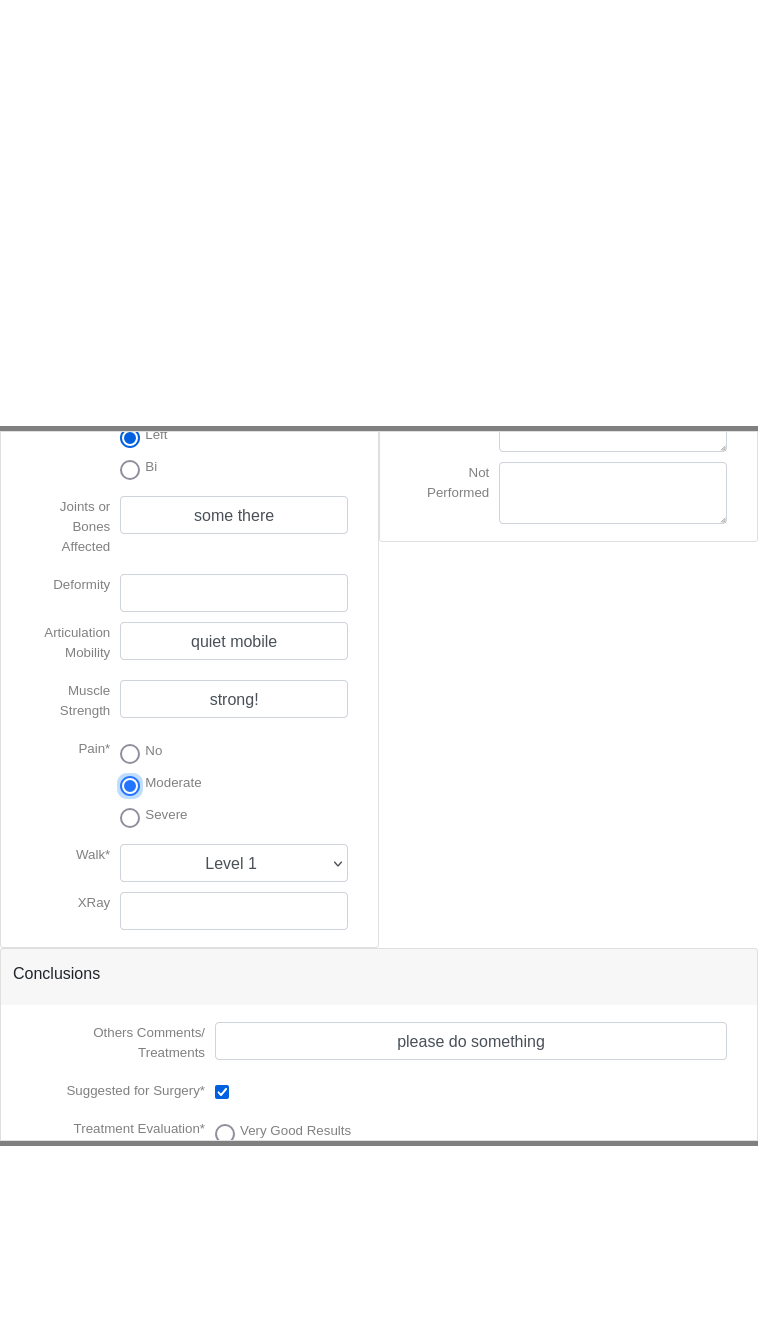 Left
Bi
Joints or
Bones
Affected
some there
Deformity
Articulation
Mobility
quiet mobile
Muscle
Strength
strong!
Pain*
No
Moderate
Severe
Walk*
Level 1
XRay
Not
Performed
Conclusions
Others Comments/
Treatments
please do something
Suggested for Surgery*
Treatment Evaluation*
Very Good Results